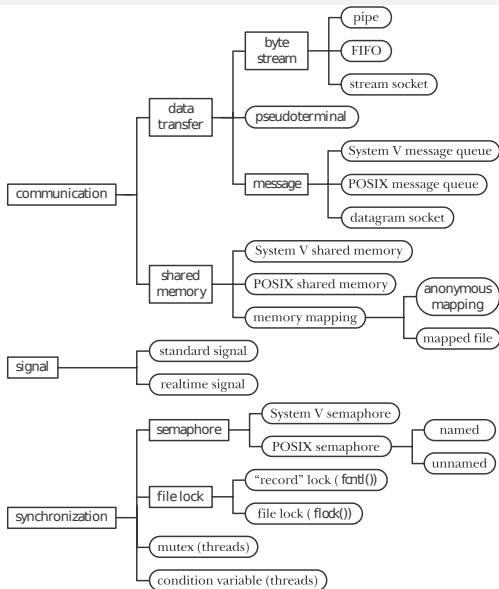 pipe
byte
stream
FIFO
stream socket
data
transfer
pseudoterminal
System V message queue
message
POSIX message queue
datagram socket
communication
System V shared memory
shared
memory
POSIX shared memory
memory mapping
anonymous
mapping
mapped file
signal
standard signal
realtime signal
semaphore
System V semaphore
POSIX semaphore
named
unnamed
file lock
“record” lock ( fcntl())
file lock ( flock())
synchronization
mutex (threads)
condition variable (threads)